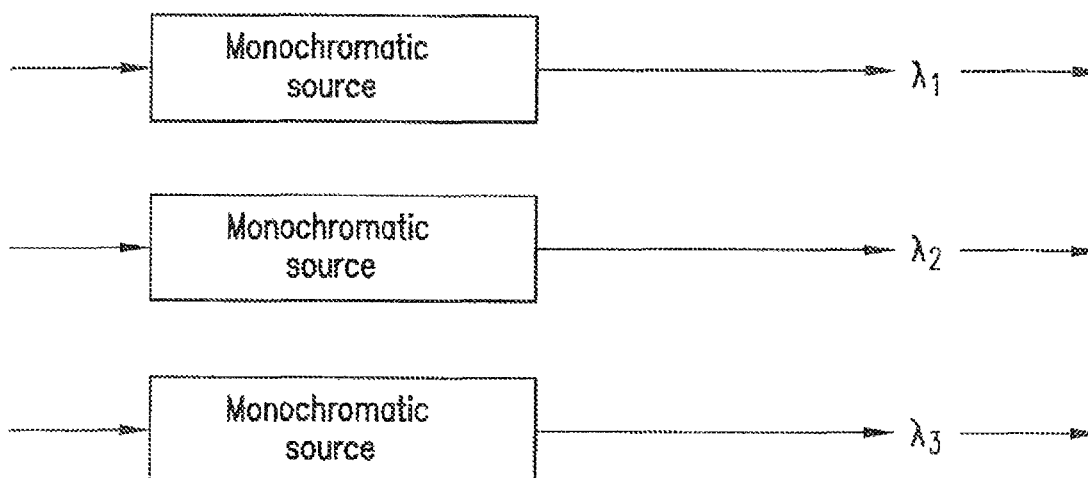 Monochromatic
source
λ1
Monochromatic
source
λ2
Monochromatic
source
λ3